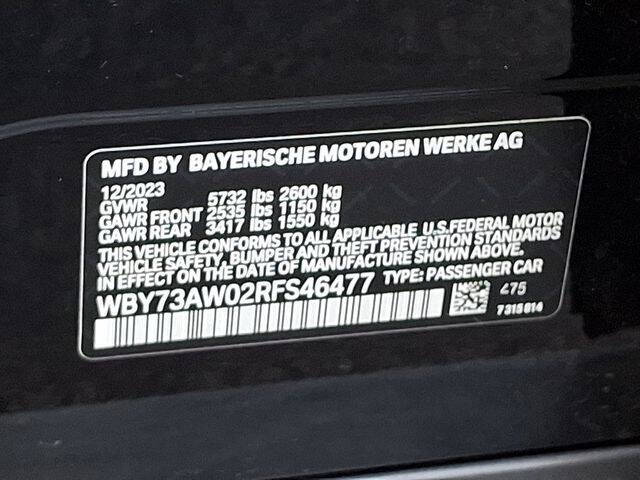 MFD BY BAYERISCHE MOTOREN WERKE AG
12/2023
GVWR 5732 lbs 2600 kg
GAWR FRONT 2535 lbs 1150 kg
GAWR REAR 3417 lbs 1550 kg
THIS VEHICLE CONFORMS TO ALL APPLICABLE U.S.FEDERAL MOTOR
VEHICLE SAFETY, BUMPER AND THEFT PREVENTION STANDARDS
IN EFFECT ON THE DATE OF MANUFACTURE SHOWN ABOVE.
WBY73AW02RFS46477 TYPE: PASSENGER CAR
475
7315814